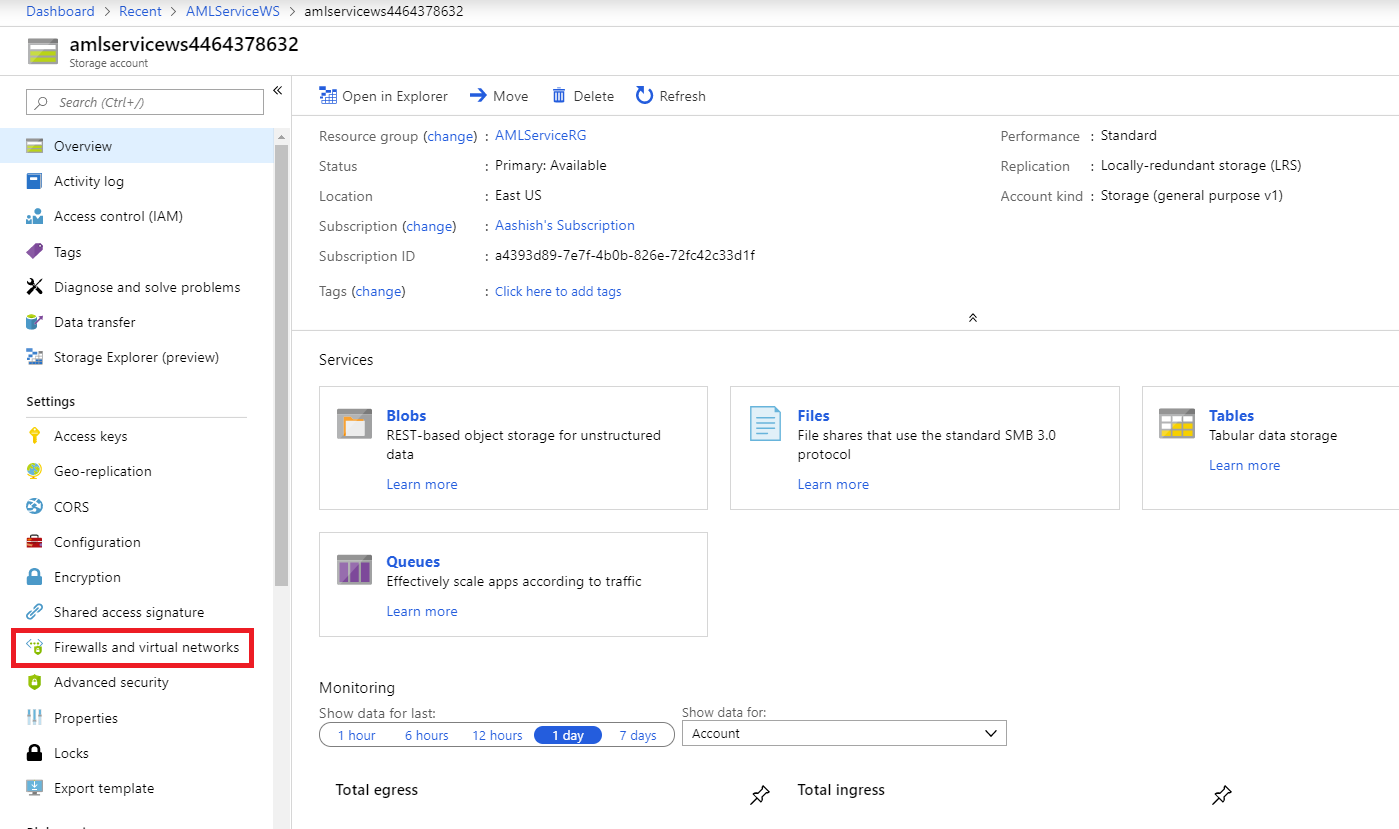 Dashboard > Recent > AMLServiceWS > amlservicews4464378632
amlservicews4464378632
Storage account
Search (Ctrl+/)
«
Overview
Activity log
Access control (IAM)
Tags
Diagnose and solve problems
Data transfer
Storage Explorer (preview)
Settings
Access keys
Geo-replication
CORS
Configuration
Encryption
Shared access signature
Firewalls and virtual networks
Advanced security
Properties
Locks
Export template
Open in Explorer
Move
Delete
Refresh
Resource group (change) : AMLServiceRG
Status : Primary: Available
Location : East US
Subscription (change) : Aashish's Subscription
Subscription ID : a4393d89-7e7f-4b0b-826e-72fc42c33d1f
Tags (change) : Click here to add tags
Performance : Standard
Replication : Locally-redundant storage (LRS)
Account kind : Storage (general purpose v1)
Services
Blobs
REST-based object storage for unstructured
data
Learn more
Files
File shares that use the standard SMB 3.0
protocol
Learn more
Tables
Tabular data storage
Learn more
Queues
Effectively scale apps according to traffic
Learn more
Monitoring
Show data for last:
1 hour 6 hours 12 hours 1 day 7 days
Show data for:
Account
Total egress
Total ingress